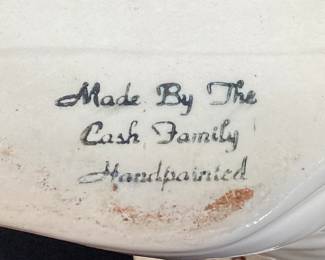 Made By The
Cash Family
Handpainted